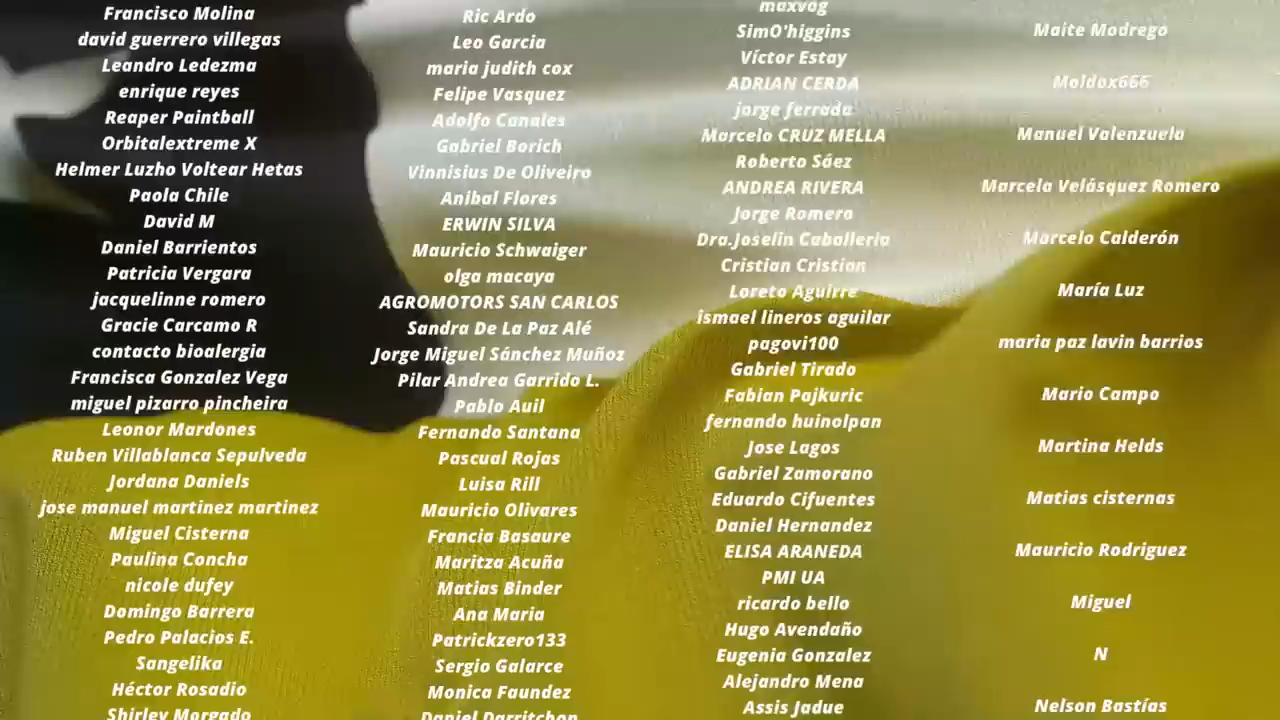 Francisco Molina
david guerrero villegas
Leandro Ledezma
enrique reyes
Reaper Paintball
Orbitalextreme X
Helmer Luzho Voltear Hetas
Paola Chile
David M
Daniel Barrientos
Patricia Vergara
jacquelinne romero
Gracie Carcamo R
contacto bioalergia
Francisca Gonzalez Vega
miguel pizarro pincheira
Leonor Mardones
Ruben Villablanca Sepulveda
Jordana Daniels
jose manuel martinez martinez
Miguel Cisterna
Paulina Concha
nicole dufey
Domingo Barrera
Pedro Palacios E.
Sangelika
Héctor Rosadio
Shirley Morgado
Ric Ardo
Leo Garcia
maria judith cox
Felipe Vasquez
Adolfo Canales
Gabriel Borich
Vinnisius De Oliveiro
Anibal Flores
ERWIN SILVA
Mauricio Schwaiger
olga macaya
AGROMOTORS SAN CARLOS
Sandra De La Paz Alé
Jorge Miguel Sánchez Muñoz
Pilar Andrea Garrido L.
Pablo Auil
Fernando Santana
Pascual Rojas
Luisa Rill
Mauricio Olivares
Francia Basaure
Maritza Acuña
Matias Binder
Ana Maria
Patrickzero133
Sergio Galarce
Monica Faundez
Daniel Darritchon
maxvog
SimO'higgins
Víctor Estay
ADRIAN CERDA
jorge ferrada
Marcelo CRUZ MELLA
Roberto Sáez
ANDREA RIVERA
Jorge Romero
Dra.Joselin Caballeria
Cristian Cristian
Loreto Aguirre
ismael lineros aguilar
pagovi100
Gabriel Tirado
Fabian Pajkuric
fernando huinolpan
Jose Lagos
Gabriel Zamorano
Eduardo Cifuentes
Daniel Hernandez
ELISA ARANEDA
PMI UA
ricardo bello
Hugo Avendaño
Eugenia Gonzalez
Alejandro Mena
Assis Jadue
Maite Modrego
Moldox666
Manuel Valenzuela
Marcela Velásquez Romero
Marcelo Calderón
María Luz
maria paz lavin barrios
Mario Campo
Martina Helds
Matias cisternas
Mauricio Rodriguez
Miguel
N
Nelson Bastías